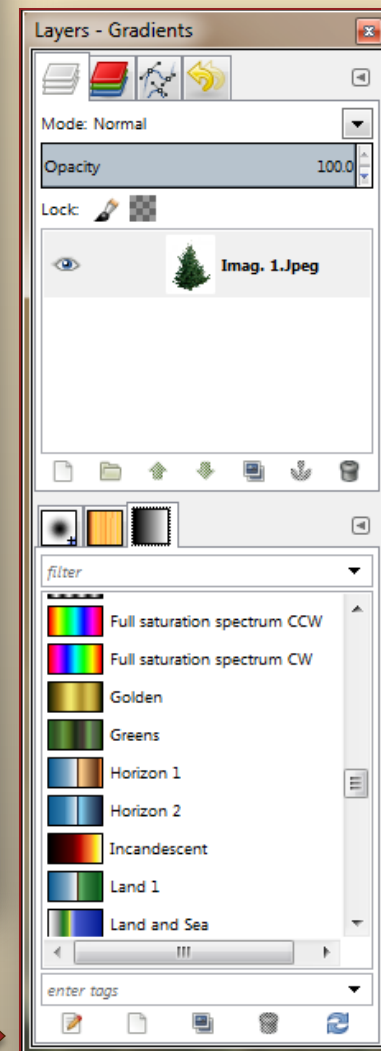 Layers - Gradients
Mode: Normal
Opacity 100.0
Lock:
Imag. 1.Jpeg
filter
Full saturation spectrum CCW
Full saturation spectrum CW
Golden
Greens
Horizon 1
Horizon 2
Incandescent
Land 1
Land and Sea
enter tags